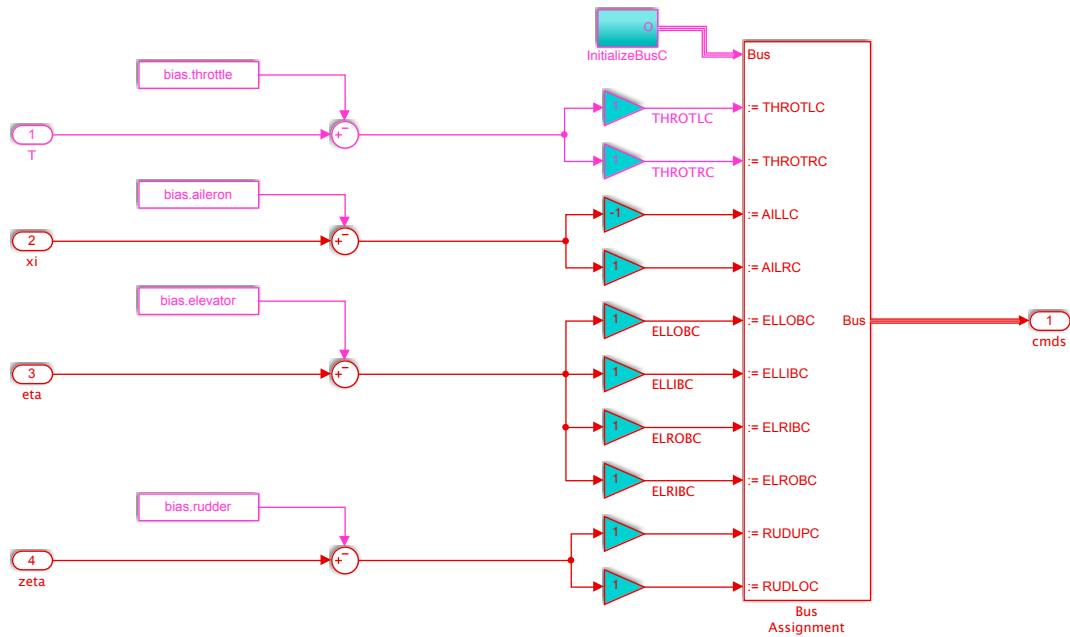 O
InitializeBusC
Bus
bias.throttle
1
T
+
−
1
THROTLC
:= THROTLC
1
THROTRC
:= THROTRC
bias.aileron
2
xi
+
−
-1
:= AILLC
1
:= AILRC
bias.elevator
3
eta
+
−
1
ELLOBC
:= ELLOBC
1
ELLIBC
:= ELLIBC
1
ELROBC
:= ELRIBC
1
ELRIBC
:= ELROBC
Bus
1
cmds
bias.rudder
4
zeta
+
−
1
:= RUDUPC
1
:= RUDLOC
Bus
Assignment